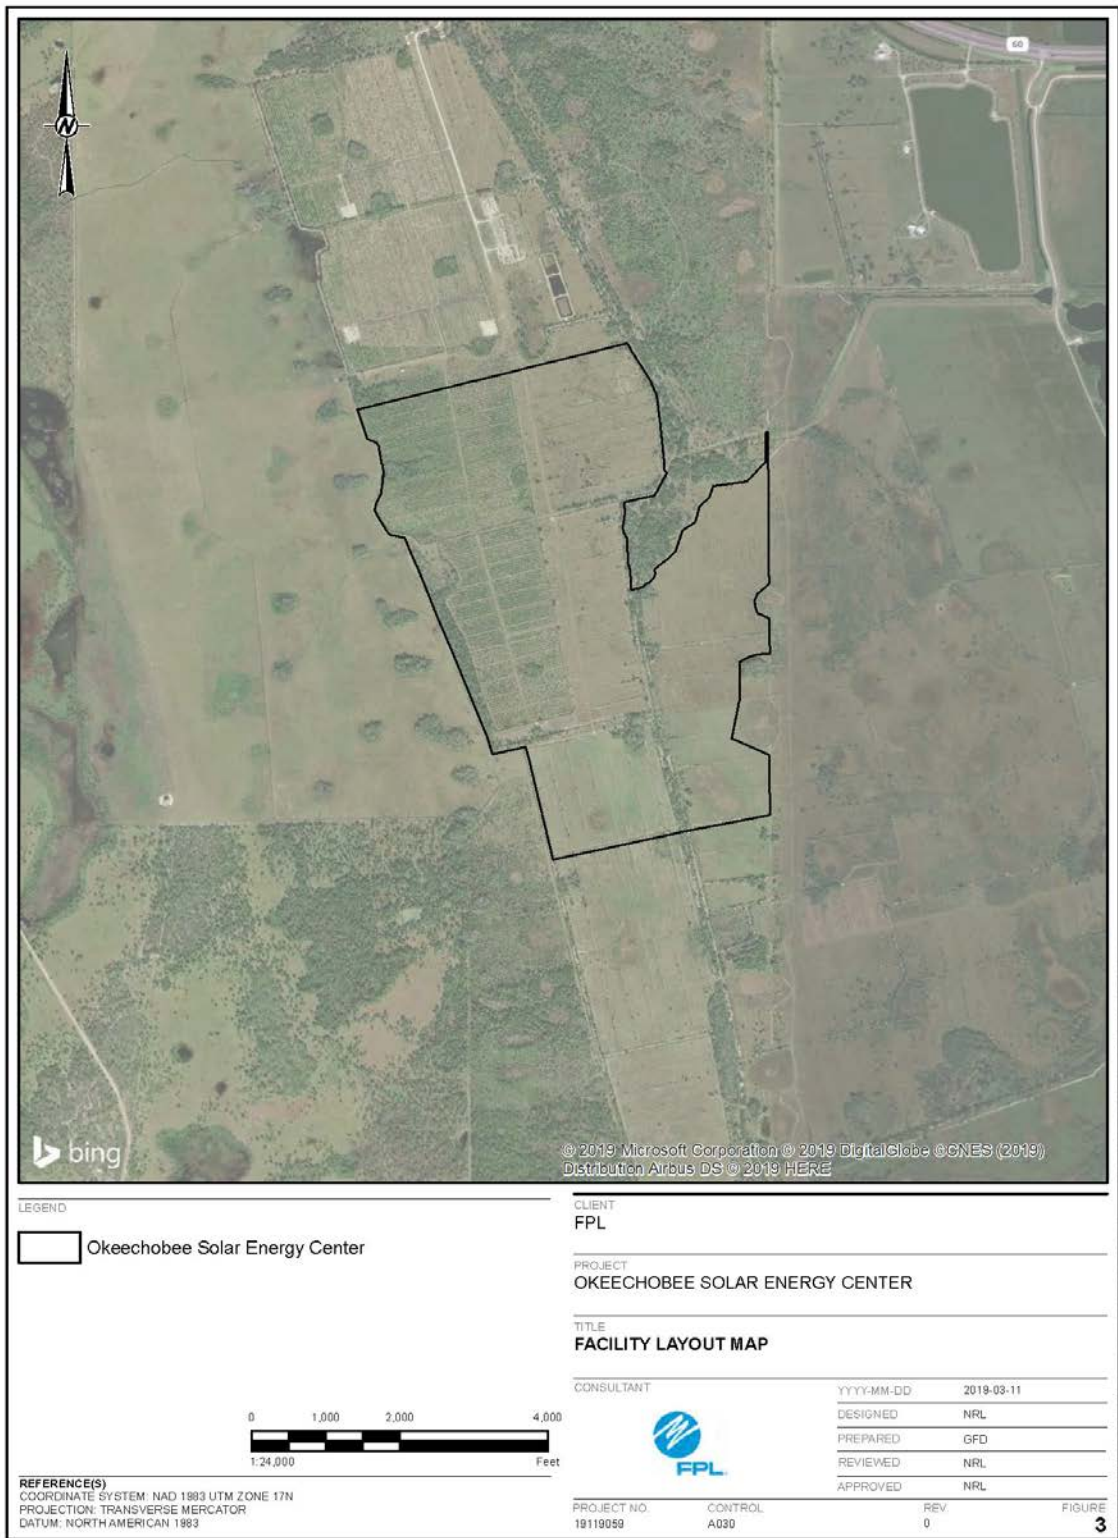 60
N
bing
© 2019 Microsoft Corporation © 2019 DigitalGlobe ©CNES (2019)
Distribution Airbus DS © 2019 HERE
LEGEND
Okeechobee Solar Energy Center
0 1,000 2,000 4,000
1:24,000 Feet
REFERENCE(S)
COORDINATE SYSTEM: NAD 1983 UTM ZONE 17N
PROJECTION: TRANSVERSE MERCATOR
DATUM: NORTH AMERICAN 1983
CLIENT
FPL
PROJECT
OKEECHOBEE SOLAR ENERGY CENTER
TITLE
FACILITY LAYOUT MAP
CONSULTANT
FPL
YYYY-MM-DD 2019-03-11
DESIGNED NRL
PREPARED GFD
REVIEWED NRL
APPROVED NRL
PROJECT NO. CONTROL REV. FIGURE
19119059 A030 0 3